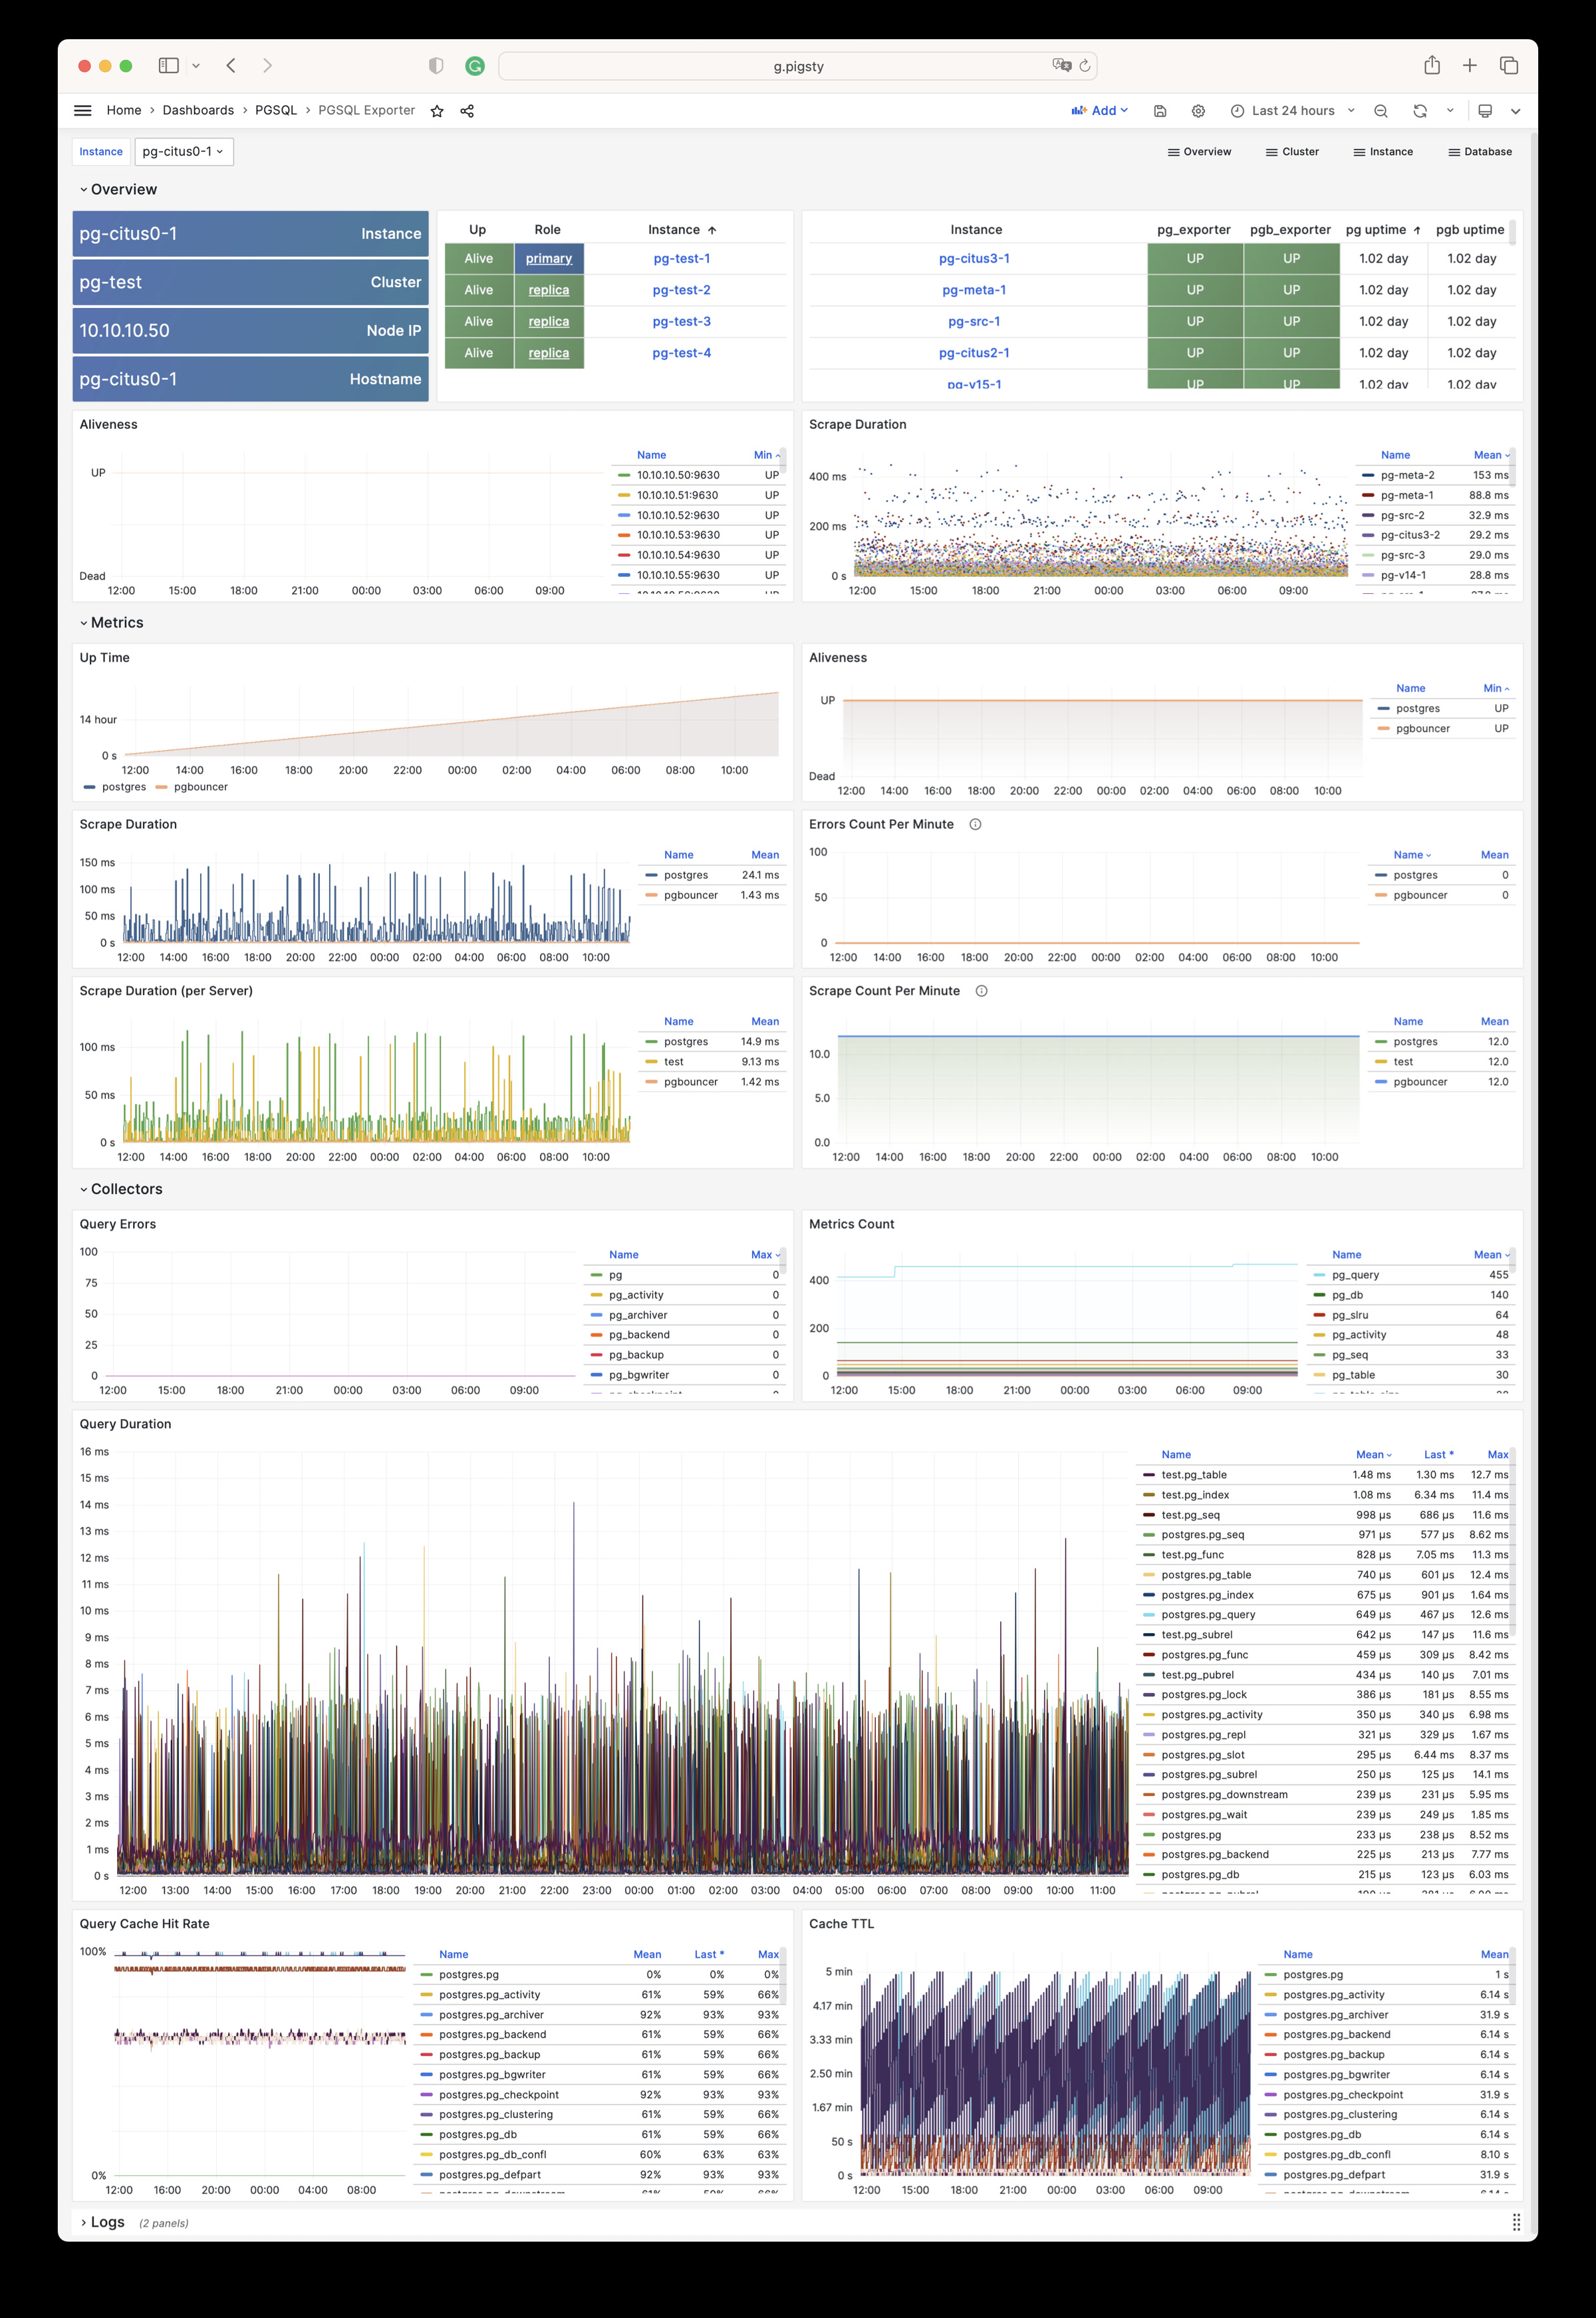 g.pigsty
Home › Dashboards › PGSQL › PGSQL Exporter
Add
Last 24 hours
Instance pg-citus0-1
Overview Cluster Instance Database
Overview
pg-citus0-1 Instance
pg-test Cluster
10.10.10.50 Node IP
pg-citus0-1 Hostname
Up Role Instance
Alive primary pg-test-1
Alive replica pg-test-2
Alive replica pg-test-3
Alive replica pg-test-4
Instance pg_exporter pgb_exporter pg uptime pgb uptime
pg-citus3-1 UP UP 1.02 day 1.02 day
pg-meta-1 UP UP 1.02 day 1.02 day
pg-src-1 UP UP 1.02 day 1.02 day
pg-citus2-1 UP UP 1.02 day 1.02 day
pg-v15-1 UP UP 1.02 day 1.02 day
Aliveness
UP
Dead
12:00 15:00 18:00 21:00 00:00 03:00 06:00 09:00
Name Min
10.10.10.50:9630 UP
10.10.10.51:9630 UP
10.10.10.52:9630 UP
10.10.10.53:9630 UP
10.10.10.54:9630 UP
10.10.10.55:9630 UP
Scrape Duration
400 ms
200 ms
0 s
12:00 15:00 18:00 21:00 00:00 03:00 06:00 09:00
Name Mean
pg-meta-2 153 ms
pg-meta-1 88.8 ms
pg-src-2 32.9 ms
pg-citus3-2 29.2 ms
pg-src-3 29.0 ms
pg-v14-1 28.8 ms
Metrics
Up Time
14 hour
0 s
12:00 14:00 16:00 18:00 20:00 22:00 00:00 02:00 04:00 06:00 08:00 10:00
postgres pgbouncer
Aliveness
UP
Dead
12:00 14:00 16:00 18:00 20:00 22:00 00:00 02:00 04:00 06:00 08:00 10:00
Name Min
postgres UP
pgbouncer UP
Scrape Duration
150 ms
100 ms
50 ms
0 s
12:00 14:00 16:00 18:00 20:00 22:00 00:00 02:00 04:00 06:00 08:00 10:00
Name Mean
postgres 24.1 ms
pgbouncer 1.43 ms
Errors Count Per Minute
100
50
0
12:00 14:00 16:00 18:00 20:00 22:00 00:00 02:00 04:00 06:00 08:00 10:00
Name Mean
postgres 0
pgbouncer 0
Scrape Duration (per Server)
100 ms
50 ms
0 s
12:00 14:00 16:00 18:00 20:00 22:00 00:00 02:00 04:00 06:00 08:00 10:00
Name Mean
postgres 14.9 ms
test 9.13 ms
pgbouncer 1.42 ms
Scrape Count Per Minute
10.0
5.0
0.0
12:00 14:00 16:00 18:00 20:00 22:00 00:00 02:00 04:00 06:00 08:00 10:00
Name Mean
postgres 12.0
test 12.0
pgbouncer 12.0
Collectors
Query Errors
100
75
50
25
0
12:00 15:00 18:00 21:00 00:00 03:00 06:00 09:00
Name Max
pg 0
pg_activity 0
pg_archiver 0
pg_backend 0
pg_backup 0
pg_bgwriter 0
Metrics Count
400
200
0
12:00 15:00 18:00 21:00 00:00 03:00 06:00 09:00
Name Mean
pg_query 455
pg_db 140
pg_slru 64
pg_activity 48
pg_seq 33
pg_table 30
Query Duration
16 ms
15 ms
14 ms
13 ms
12 ms
11 ms
10 ms
9 ms
8 ms
7 ms
6 ms
5 ms
4 ms
3 ms
2 ms
1 ms
0 s
12:00 13:00 14:00 15:00 16:00 17:00 18:00 19:00 20:00 21:00 22:00 23:00 00:00 01:00 02:00 03:00 04:00 05:00 06:00 07:00 08:00 09:00 10:00 11:00
Name Mean Last * Max
test.pg_table 1.48 ms 1.30 ms 12.7 ms
test.pg_index 1.08 ms 6.34 ms 11.4 ms
test.pg_seq 998 µs 686 µs 11.6 ms
postgres.pg_seq 971 µs 577 µs 8.62 ms
test.pg_func 828 µs 7.05 ms 11.3 ms
postgres.pg_table 740 µs 601 µs 12.4 ms
postgres.pg_index 675 µs 901 µs 1.64 ms
postgres.pg_query 649 µs 467 µs 12.6 ms
test.pg_subrel 642 µs 147 µs 11.6 ms
postgres.pg_func 459 µs 309 µs 8.42 ms
test.pg_pubrel 434 µs 140 µs 7.01 ms
postgres.pg_lock 386 µs 181 µs 8.55 ms
postgres.pg_activity 350 µs 340 µs 6.98 ms
postgres.pg_repl 321 µs 329 µs 1.67 ms
postgres.pg_slot 295 µs 6.44 ms 8.37 ms
postgres.pg_subrel 250 µs 125 µs 14.1 ms
postgres.pg_downstream 239 µs 231 µs 5.95 ms
postgres.pg_wait 239 µs 249 µs 1.85 ms
postgres.pg 233 µs 238 µs 8.52 ms
postgres.pg_backend 225 µs 213 µs 7.77 ms
postgres.pg_db 215 µs 123 µs 6.03 ms
Query Cache Hit Rate
100%
0%
12:00 16:00 20:00 00:00 04:00 08:00
Name Mean Last * Max
postgres.pg 0% 0% 0%
postgres.pg_activity 61% 59% 66%
postgres.pg_archiver 92% 93% 93%
postgres.pg_backend 61% 59% 66%
postgres.pg_backup 61% 59% 66%
postgres.pg_bgwriter 61% 59% 66%
postgres.pg_checkpoint 92% 93% 93%
postgres.pg_clustering 61% 59% 66%
postgres.pg_db 61% 59% 66%
postgres.pg_db_confl 60% 63% 63%
postgres.pg_defpart 92% 93% 93%
Cache TTL
5 min
4.17 min
3.33 min
2.50 min
1.67 min
50 s
0 s
12:00 15:00 18:00 21:00 00:00 03:00 06:00 09:00
Name Mean
postgres.pg 1 s
postgres.pg_activity 6.14 s
postgres.pg_archiver 31.9 s
postgres.pg_backend 6.14 s
postgres.pg_backup 6.14 s
postgres.pg_bgwriter 6.14 s
postgres.pg_checkpoint 31.9 s
postgres.pg_clustering 6.14 s
postgres.pg_db 6.14 s
postgres.pg_db_confl 8.10 s
postgres.pg_defpart 31.9 s
Logs (2 panels)